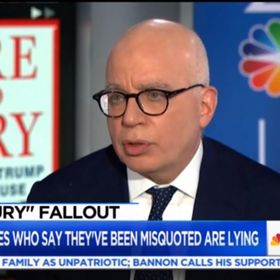 RE
D
RY
TRUMP
USE
URY" FALLOUT
ES WHO SAY THEY'VE BEEN MISQUOTED ARE LYING
FAMILY AS UNPATRIOTIC; BANNON CALLS HIS SUPPORT